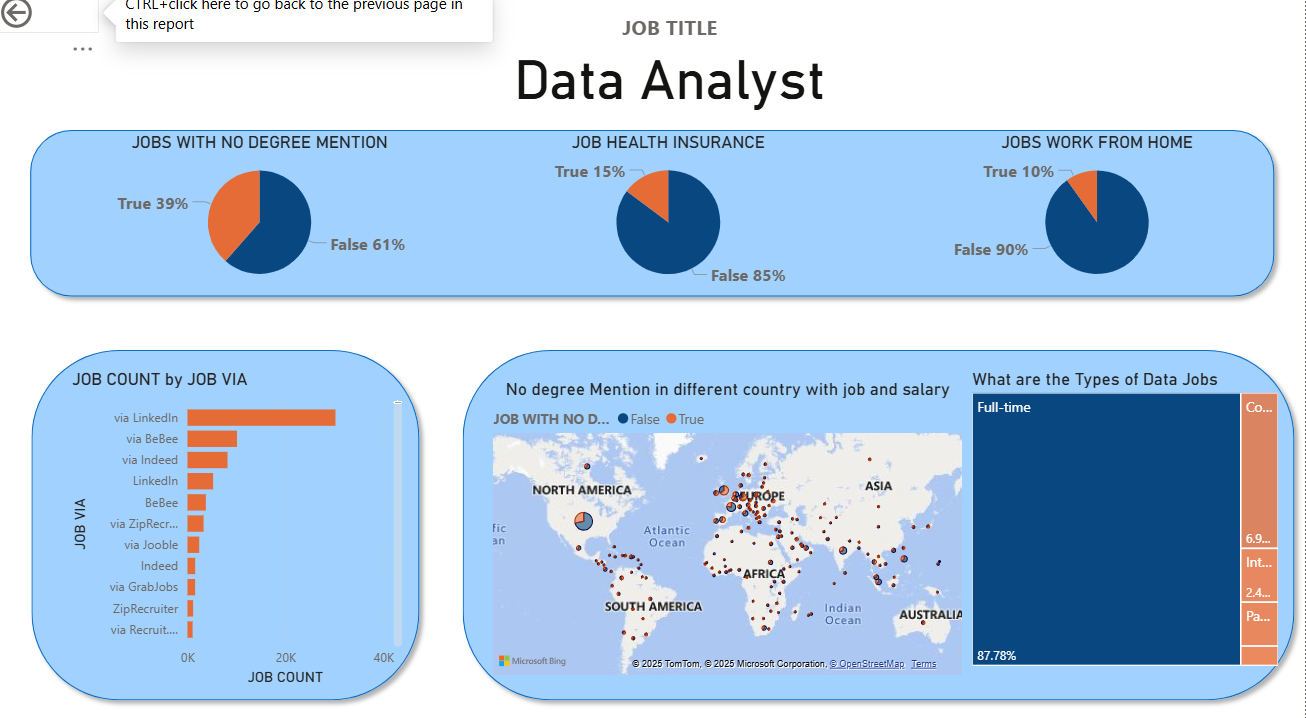 CTRL+click here to go back to the previous page in
this report
JOB TITLE
Data Analyst
JOBS WITH NO DEGREE MENTION
True 39%
False 61%
JOB HEALTH INSURANCE
True 15%
False 85%
JOBS WORK FROM HOME
True 10%
False 90%
JOB COUNT by JOB VIA
JOB VIA
via LinkedIn
via BeBee
via Indeed
LinkedIn
BeBee
via ZipRecr...
via Jooble
Indeed
via GrabJobs
ZipRecruiter
via Recruit....
0K
20K
40K
JOB COUNT
No degree Mention in different country with job and salary
JOB WITH NO D...
False
True
NORTH AMERICA
EUROPE
ASIA
Atlantic
Ocean
AFRICA
SOUTH AMERICA
Indian
Ocean
AUSTRALIA
Microsoft Bing
© 2025 TomTom, © 2025 Microsoft Corporation, © OpenStreetMap Terms
What are the Types of Data Jobs
Full-time
87.78%
Co...
6.9...
Int...
2.4...
Pa...